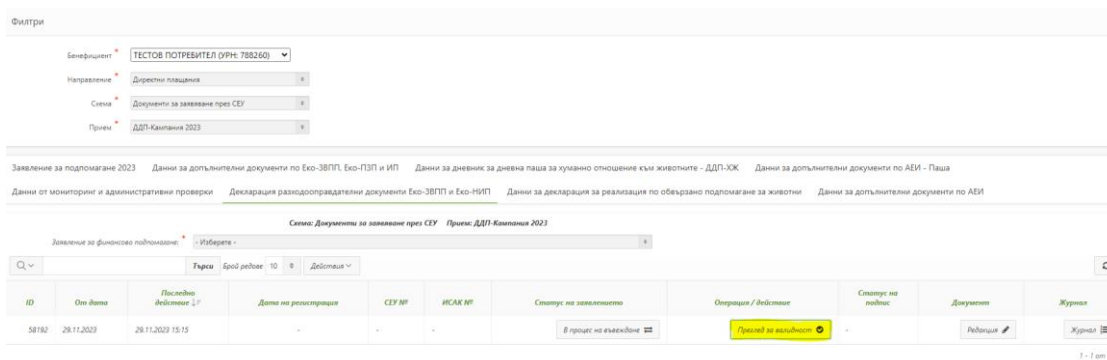 Филтри
Бенефициент * ТЕСТОВ ПОТРЕБИТЕЛ (УРН: 788260)
Направление * Директни плащания
Схема * Документи за заявяване през СЕУ
Прием * ДДП-Кампания 2023
Заявление за подпомагане 2023 Данни за допълнителни документи по Еко-ЗВПП, Еко-ПЗП и ИП Данни за дневник за дневна паша за хуманно отношение към животните - ДДП-ХЖ Данни за допълнителни документи по АЕИ - Паша
Данни от мониторинг и административни проверки Декларация разходооправдателни документи Еко-ЗВПП и Еко-НИП Данни за декларация за реализация по обвързано подпомагане за животни Данни за допълнителни документи по АЕИ
Схема: Документи за заявяване през СЕУ Прием: ДДП-Кампания 2023
Заявление за финансово подпомагане: * - Изберете -
Търси Брой редове 10 Действия
ID От дата Последно действие Дата на регистрация СЕУ № ИСАК № Статус на заявлението Операция / действие Статус на подпис Документ Журнал
58192 29.11.2023 29.11.2023 15:15 - - - В процес на въвеждане Преглед за валидност - Редакция Журнал
1 - 1 от